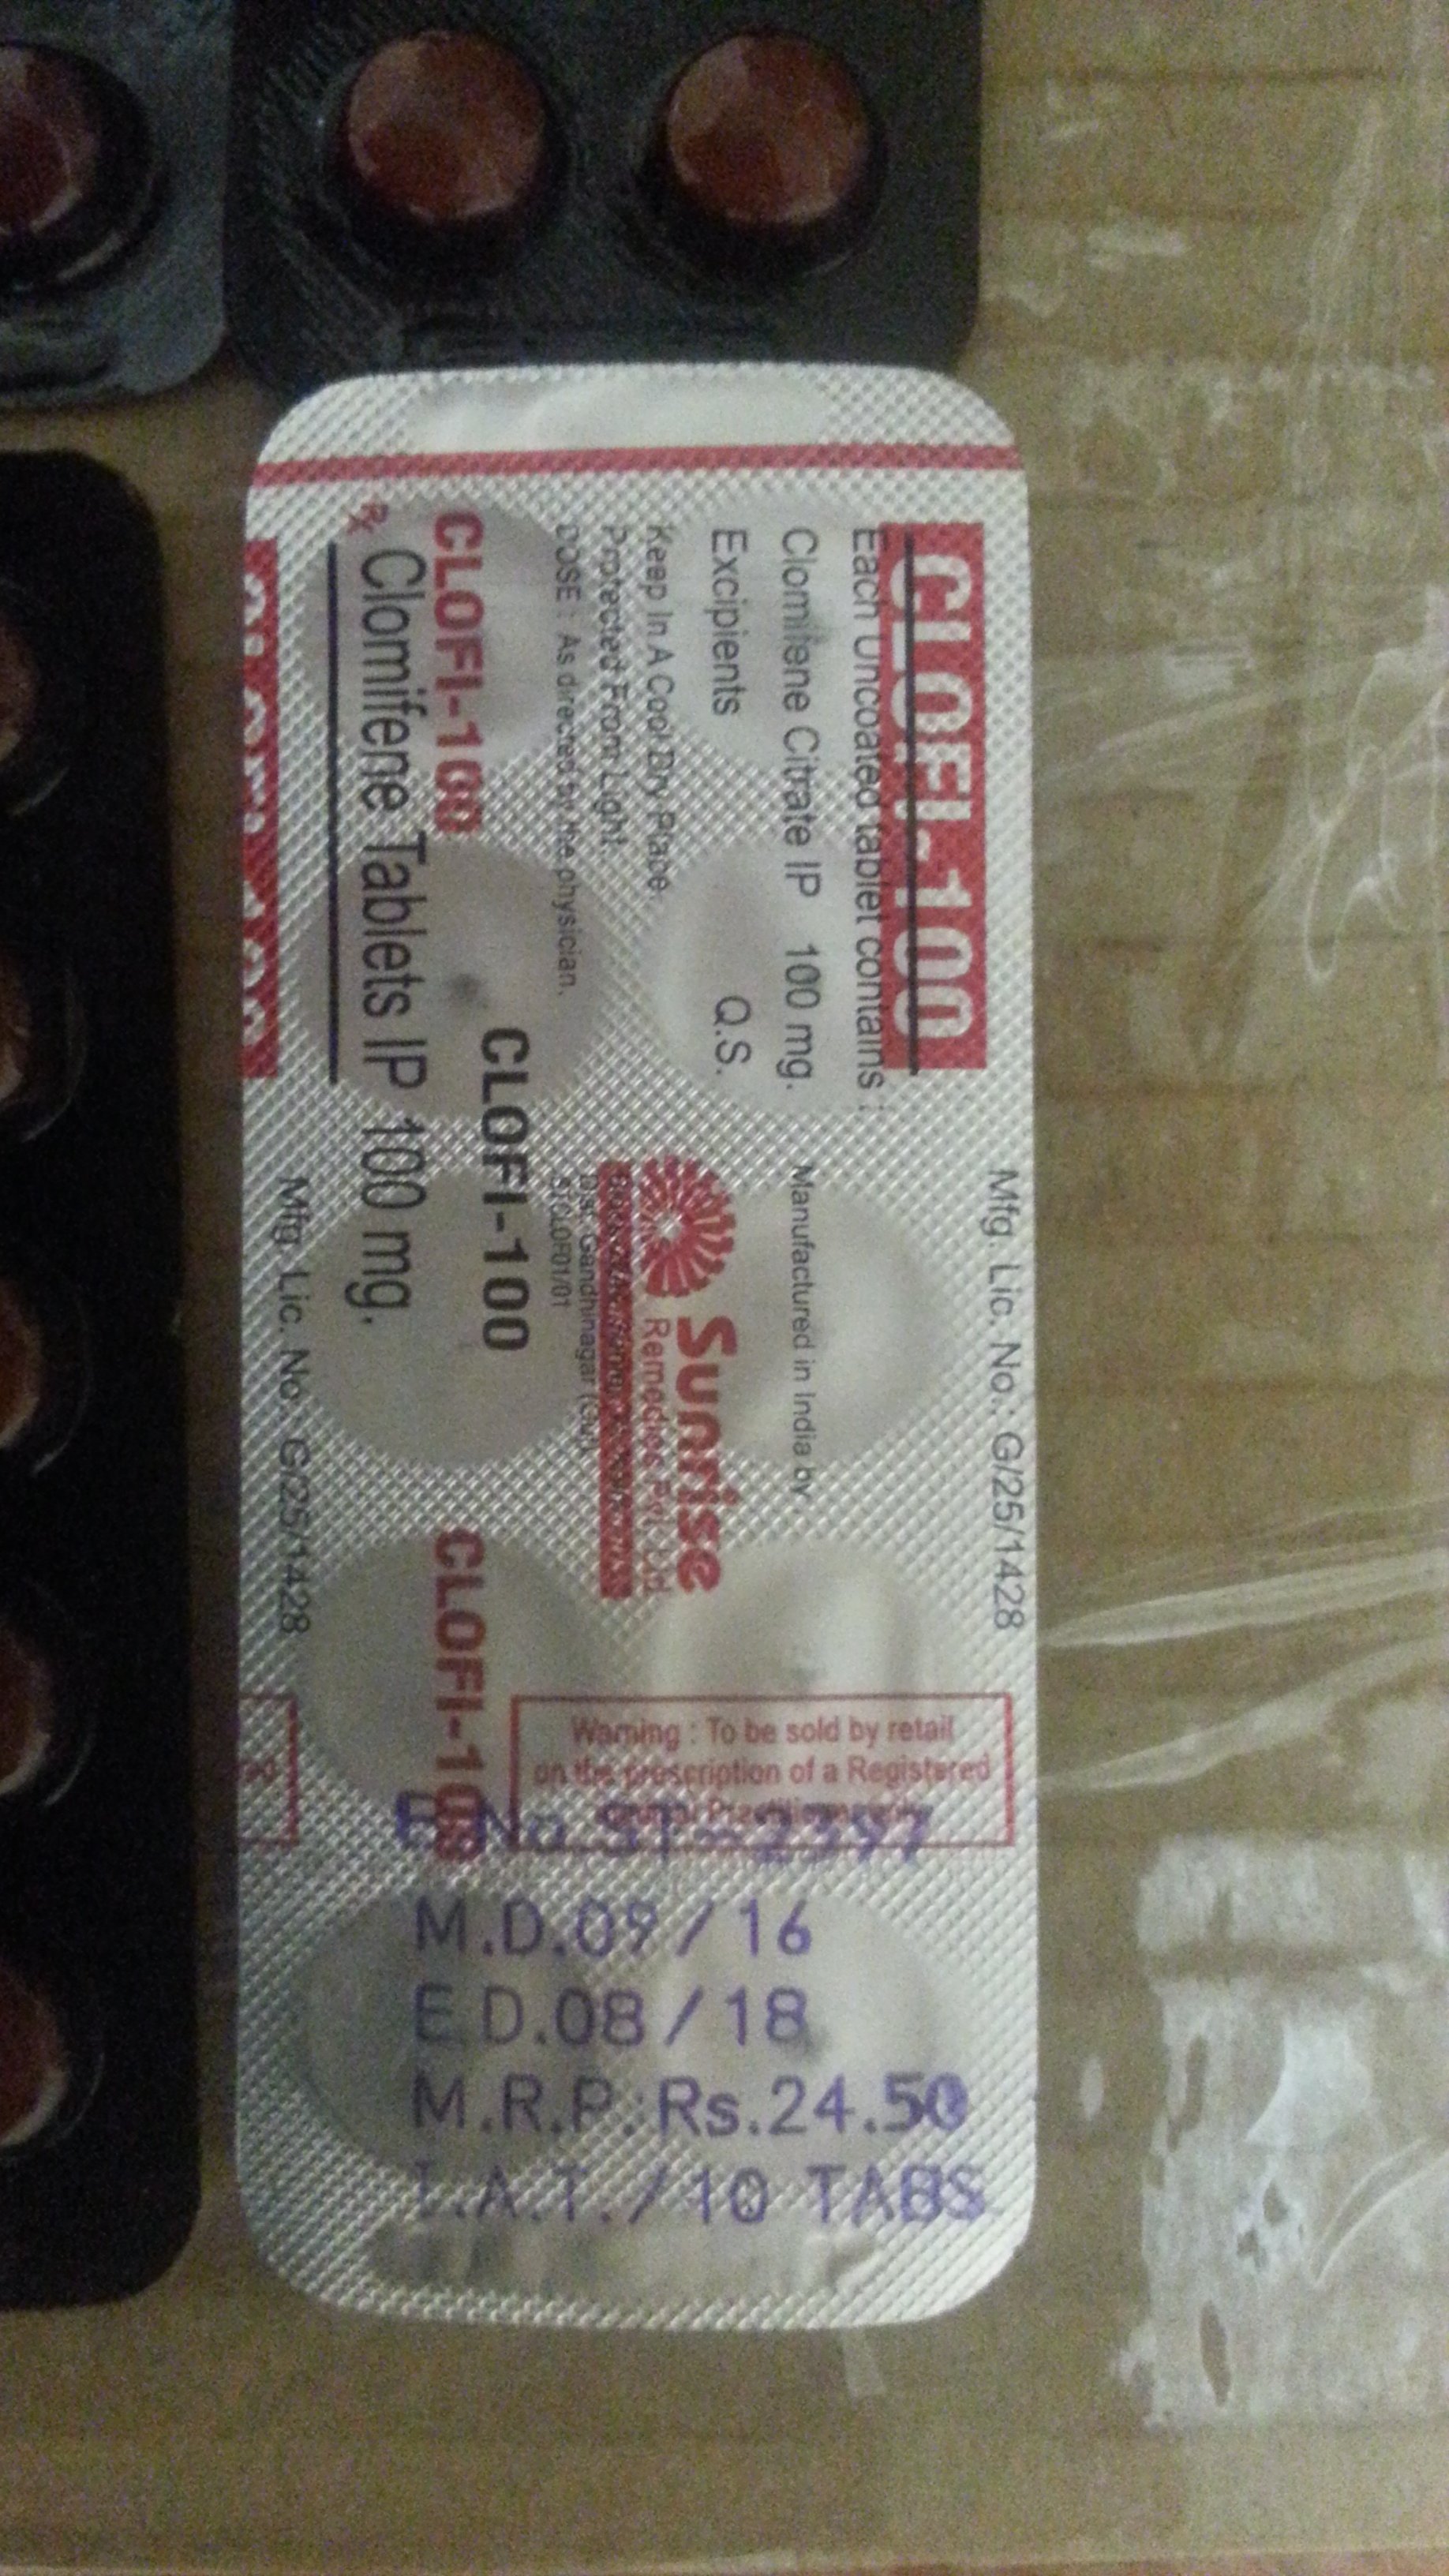 CLOFI-100
Each Uncoated tablet contains :
Clomifene Citrate IP 100 mg.
Excipients Q.S.
Keep In A Cool Dry Place.
Protected From Light.
DOSE : As directed by the physician.
CLOFI-100
Rx Clomifene Tablets IP 100 mg.
Mfg. Lic. No.: G/25/1428
Manufactured in India by
Sunrise
Remedies Pvt. Ltd.
Dist. Gandhinagar
CLOFI-100
Mfg. Lic. No.: G/25/1428
CLOFI-100
Warning : To be sold by retail
on the prescription of a Registered
B.No.ST-2397
M.D.09/16
E.D.08/18
M.R.P.:Rs.24.50
I.A.T./10 TABS